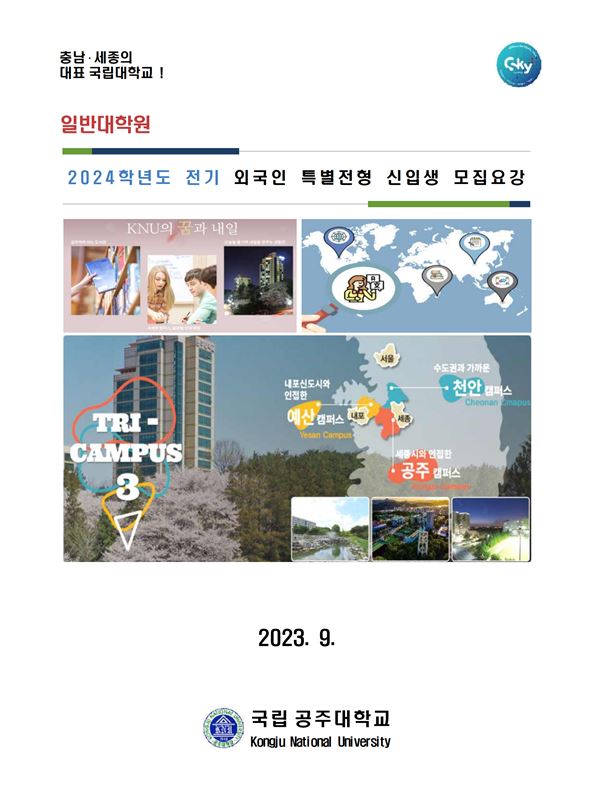 충남·세종의
대표 국립대학교 !
Gsky
일반대학원
2024학년도 전기 외국인 특별전형 신입생 모집요강
KNU의 꿈과 내일
서울
수도권과 가까운
천안캠퍼스
Cheonan Cmapus
내포신도시와
인접한
예산캠퍼스
Yesan Campus
내포
세종
세종시와 인접한
공주캠퍼스
TRI -
CAMPUS
3
2023. 9.
국립 공주대학교
Kongju National University